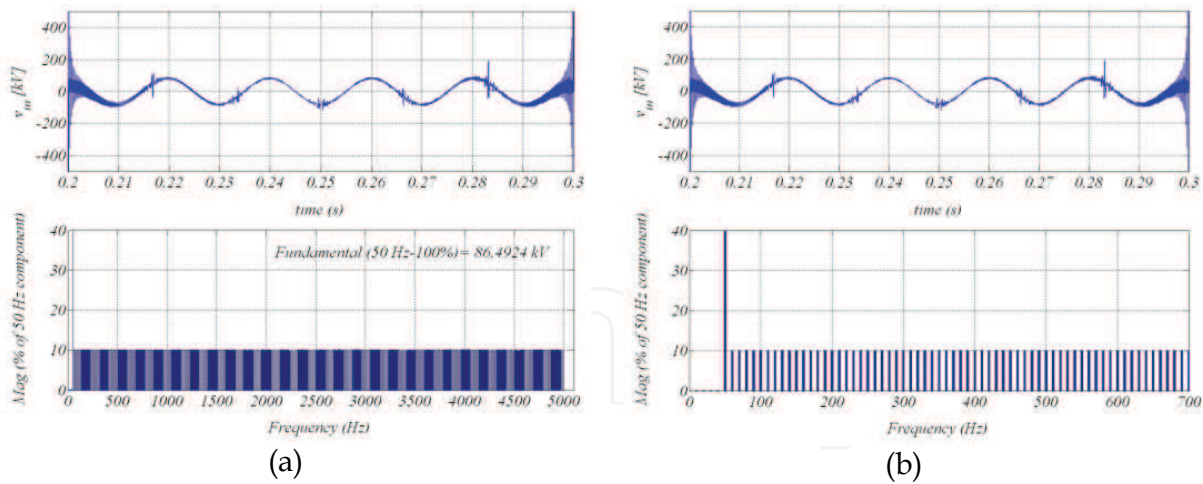 400
200
0
-200
-400
v_m [kV]
0.2 0.21 0.22 0.23 0.24 0.25 0.26 0.27 0.28 0.29 0.3
time (s)
40
30
20
10
0
Mag (% of 50 Hz component)
Fundamental (50 Hz-100%)= 86.4924 kV
0 500 1000 1500 2000 2500 3000 3500 4000 4500 5000
Frequency (Hz)
(a)
400
200
0
-200
-400
v_m [kV]
0.2 0.21 0.22 0.23 0.24 0.25 0.26 0.27 0.28 0.29 0.3
time (s)
40
30
20
10
0
Mag (% of 50 Hz component)
0 100 200 300 400 500 600 700
Frequency (Hz)
(b)